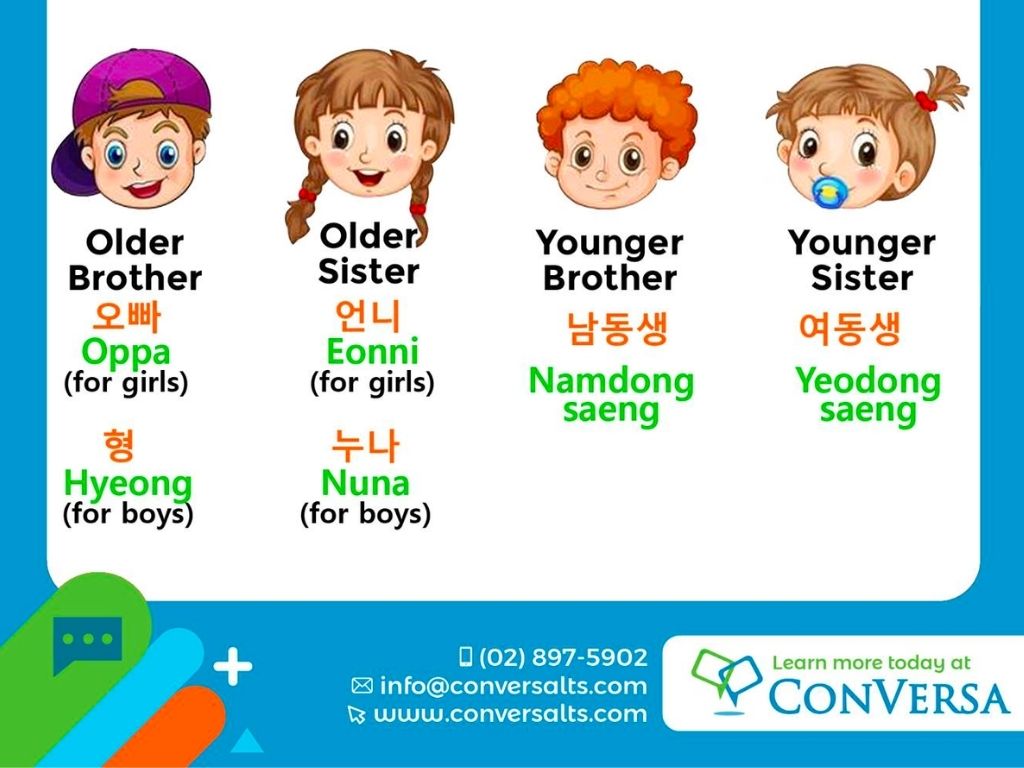 Older
Brother
오빠
Oppa
(for girls)
형
Hyeong
(for boys)
Older
Sister
언니
Eonni
(for girls)
누나
Nuna
(for boys)
Younger
Brother
남동생
Namdong
saeng
Younger
Sister
여동생
Yeodong
saeng
(02) 897-5902
info@conversalts.com
www.conversalts.com
Learn more today at
CONVERSA